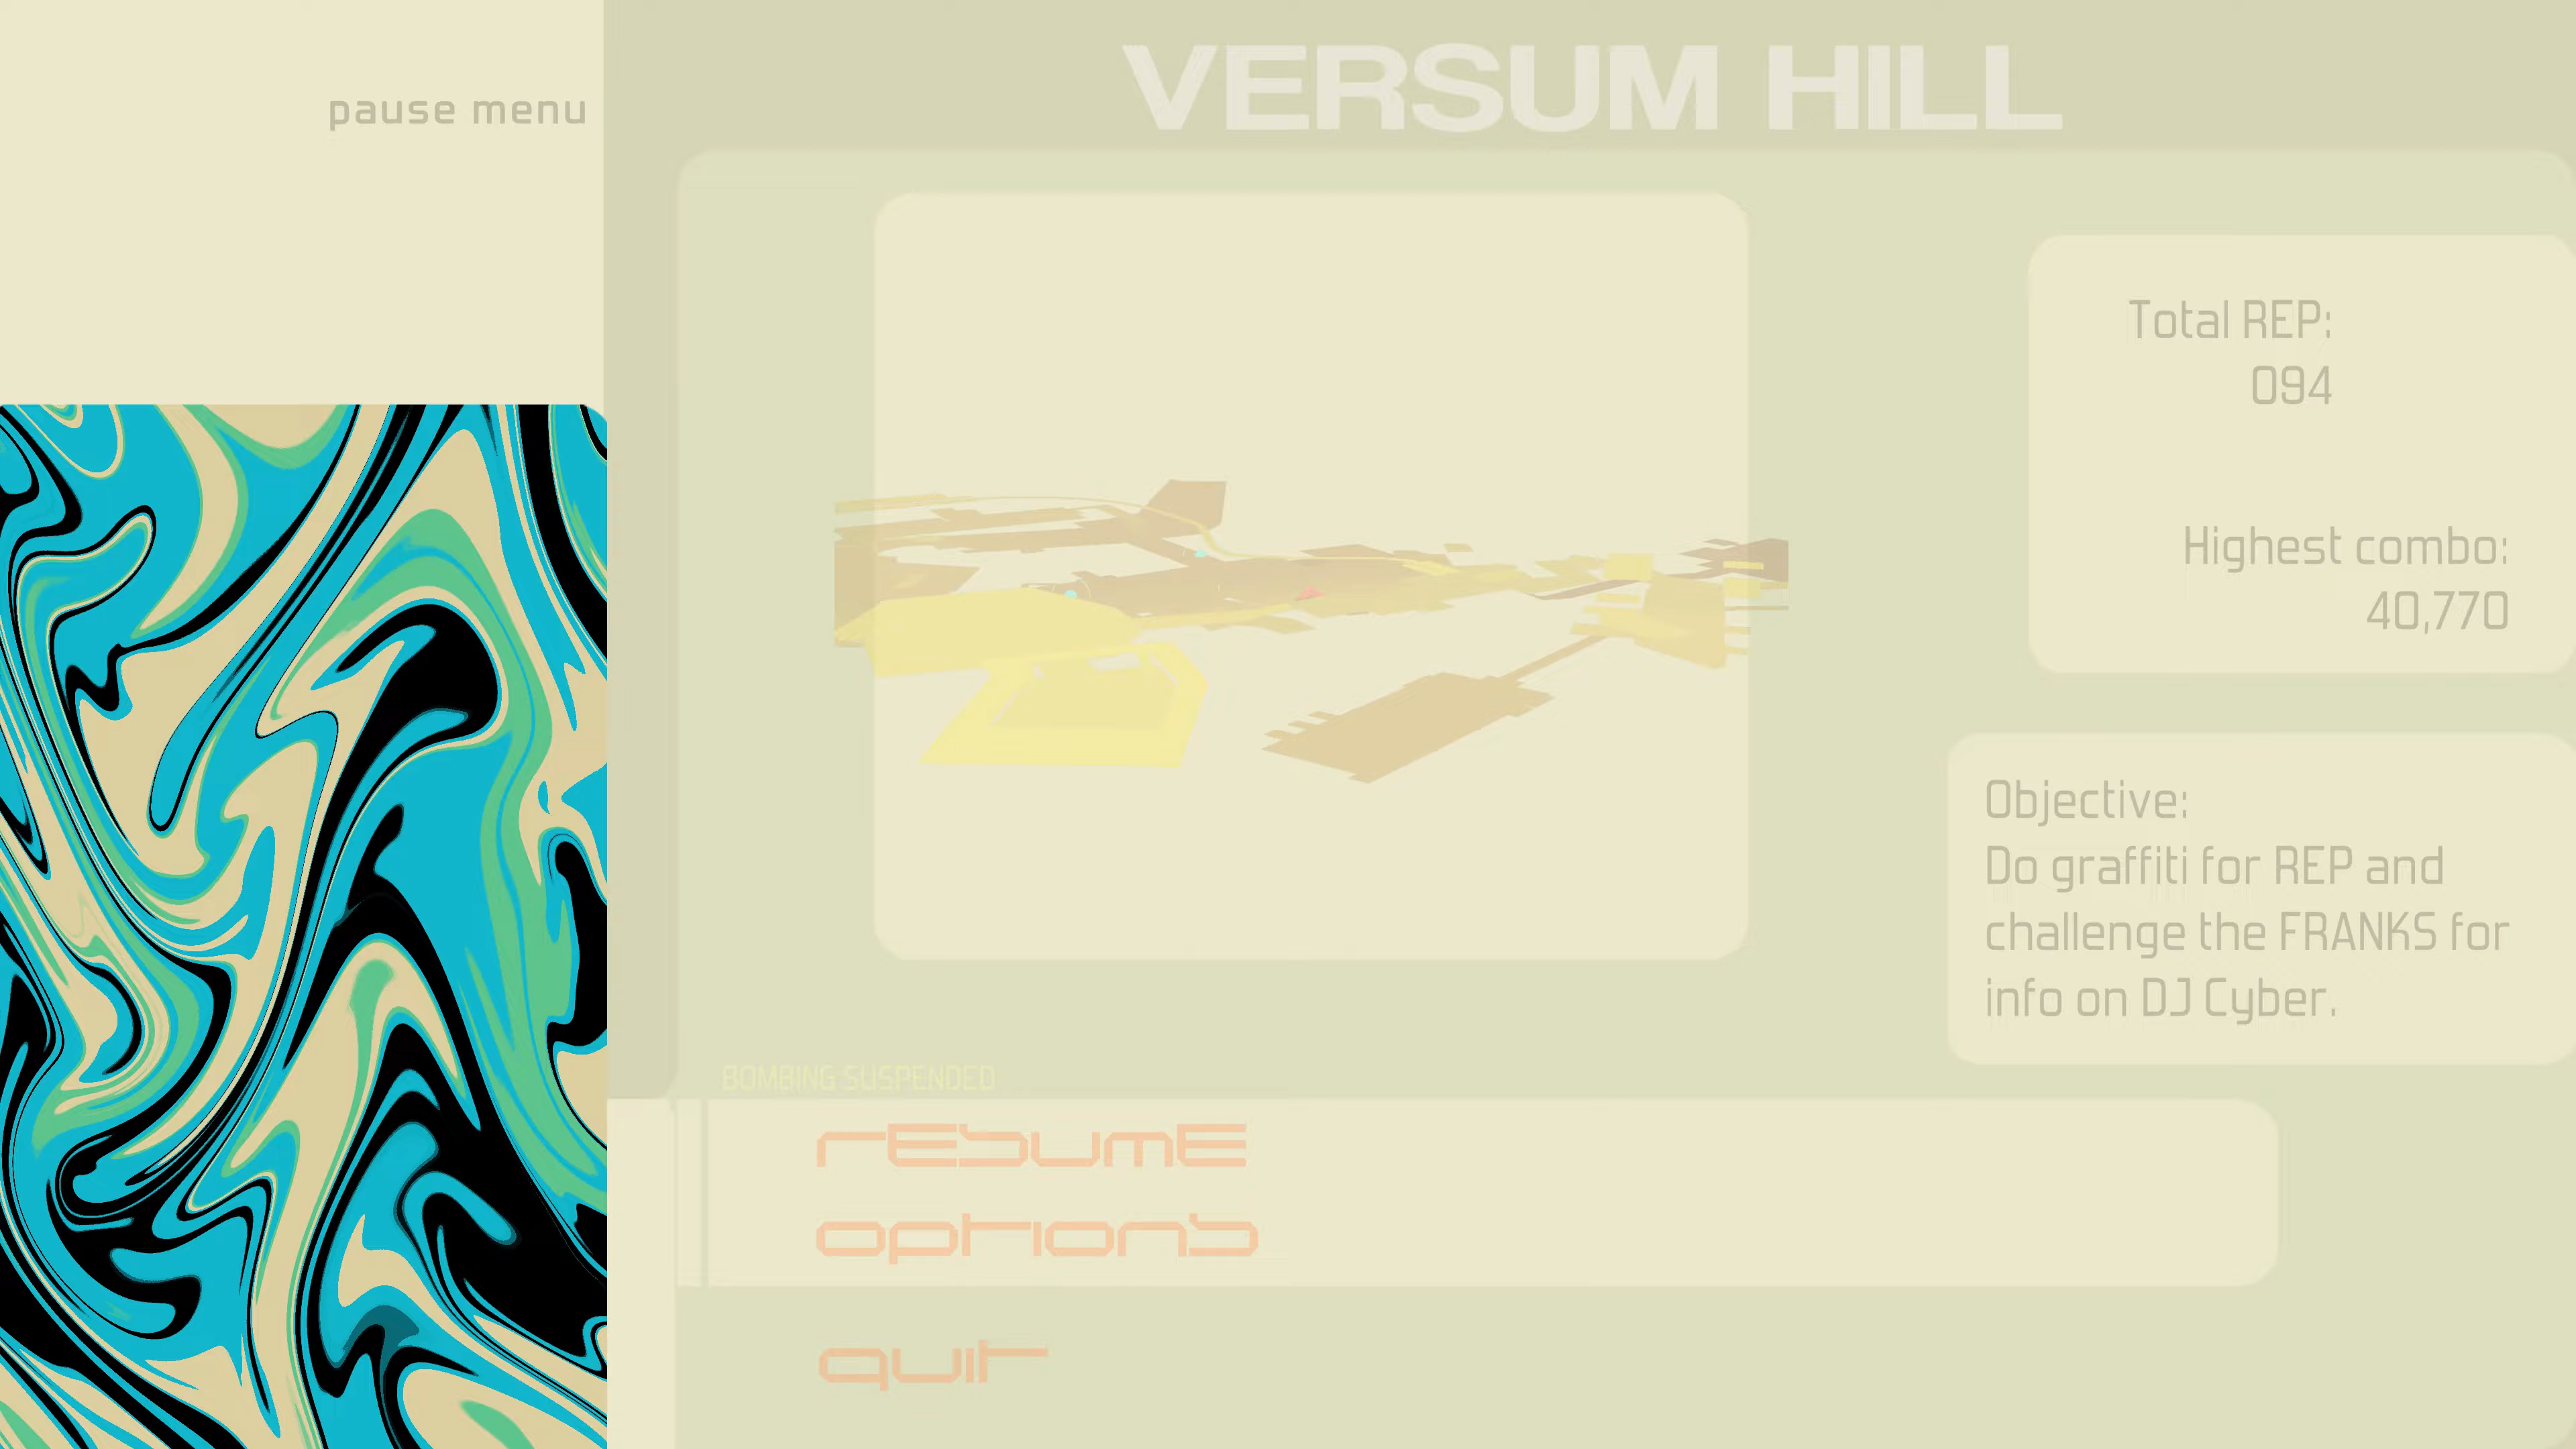 pause menu
VERSUM HILL
Total REP:
094
Highest combo:
40,770
Objective:
Do graffiti for REP and
challenge the FRANKS for
info on DJ Cyber.
BOMBING SUSPENDED
resume
options
quit